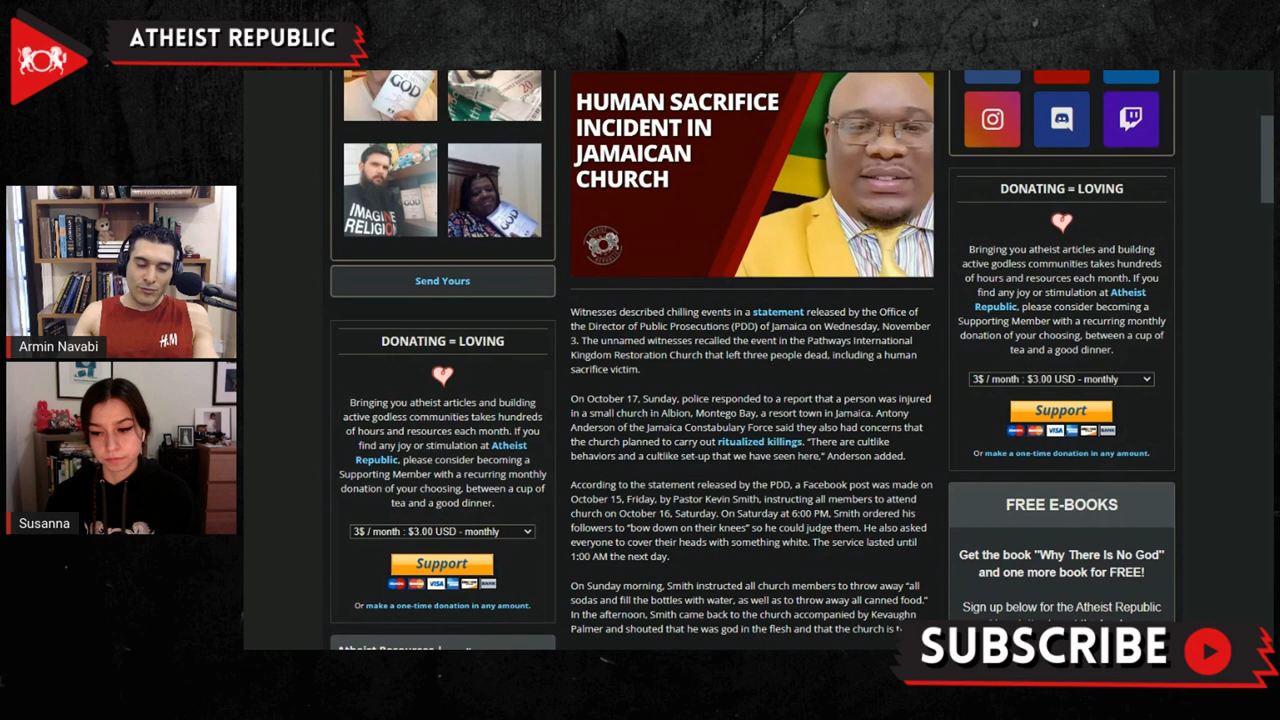 ATHEIST REPUBLIC
Armin Navabi
Susanna
IMAGINE
RELIGION
GOD
GOD
Send Yours
DONATING = LOVING
Bringing you atheist articles and building
active godless communities takes hundreds
of hours and resources each month. If you
find any joy or stimulation at Atheist
Republic, please consider becoming a
Supporting Member with a recurring monthly
donation of your choosing, between a cup of
tea and a good dinner.
3$ / month : $3.00 USD - monthly
Support
VISA
BANK
Or make a one-time donation in any amount.
HUMAN SACRIFICE
INCIDENT IN
JAMAICAN
CHURCH
Witnesses described chilling events in a statement released by the Office of
the Director of Public Prosecutions (PDD) of Jamaica on Wednesday, November
3. The unnamed witnesses recalled the event in the Pathways International
Kingdom Restoration Church that left three people dead, including a human
sacrifice victim.
On October 17, Sunday, police responded to a report that a person was injured
in a small church in Albion, Montego Bay, a resort town in Jamaica. Antony
Anderson of the Jamaica Constabulary Force said they also had concerns that
the church planned to carry out ritualized killings. “There are cultlike
behaviors and a cultlike set-up that we have seen here,” Anderson added.
According to the statement released by the PDD, a Facebook post was made on
October 15, Friday, by Pastor Kevin Smith, instructing all members to attend
church on October 16, Saturday. On Saturday at 6:00 PM, Smith ordered his
followers to “bow down on their knees” so he could judge them. He also asked
everyone to cover their heads with something white. The service lasted until
1:00 AM the next day.
On Sunday morning, Smith instructed all church members to throw away “all
sodas and fill the bottles with water, as well as to throw away all canned food.”
In the afternoon, Smith came back to the church accompanied by Kevaughn
Palmer and shouted that he was god in the flesh and that the church is
DONATING = LOVING
Bringing you atheist articles and building
active godless communities takes hundreds
of hours and resources each month. If you
find any joy or stimulation at Atheist
Republic, please consider becoming a
Supporting Member with a recurring monthly
donation of your choosing, between a cup of
tea and a good dinner.
3$ / month : $3.00 USD - monthly
Support
VISA
BANK
Or make a one-time donation in any amount.
FREE E-BOOKS
Get the book "Why There Is No God"
and one more book for FREE!
Sign up below for the Atheist Republic
SUBSCRIBE
H&M